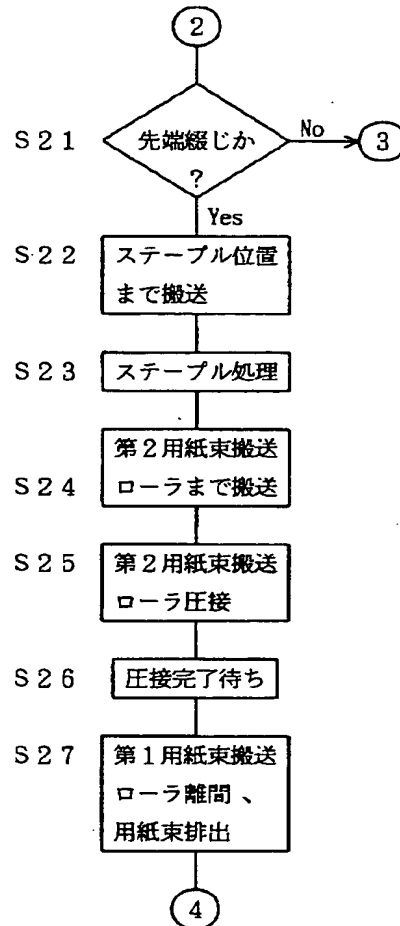 2
S21
先端綴じか
?
No
3
Yes
S22
ステープル位置
まで搬送
S23
ステープル処理
S24
第2用紙束搬送
ローラまで搬送
S25
第2用紙束搬送
ローラ圧接
S26
圧接完了待ち
S27
第1用紙束搬送
ローラ離間、
用紙束排出
4